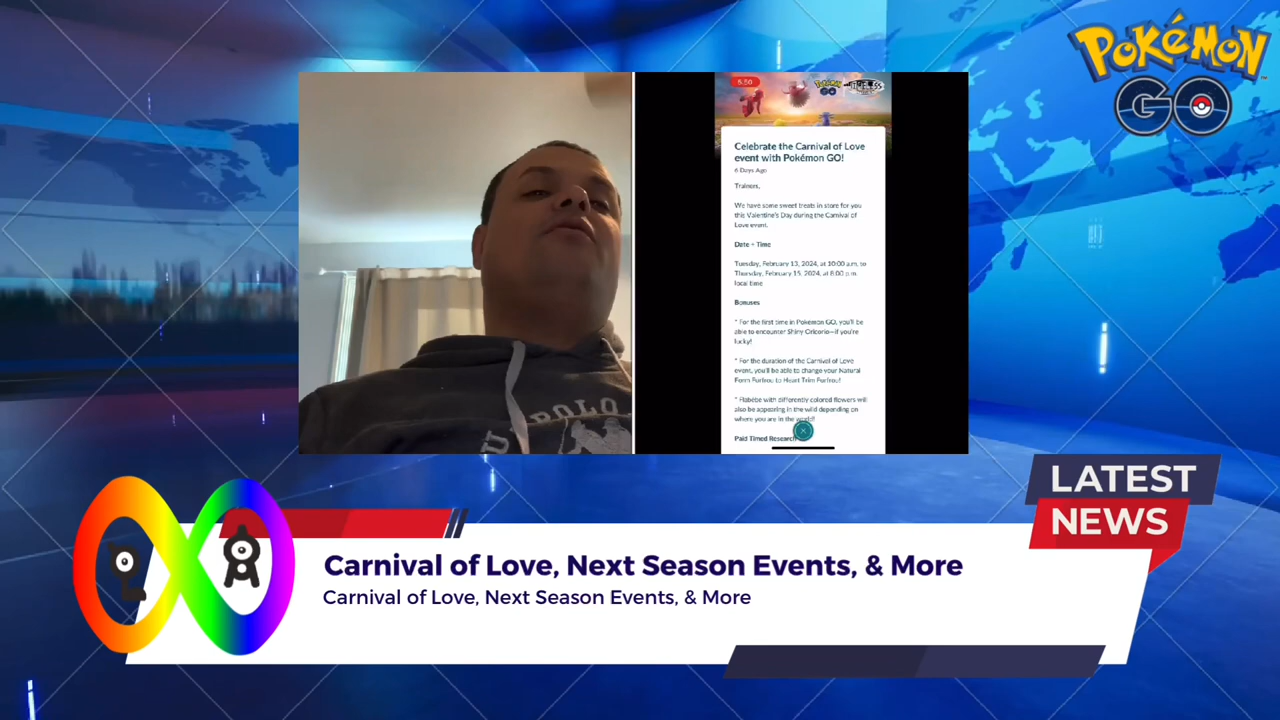 POKÉMON
GO
6:50
POKÉMON
GO
Celebrate the Carnival of Love
event with Pokémon GO!
6 Days Ago
Trainers,
We have some sweet treats in store for you
this Valentine's Day during the Carnival of
Love event.
Date + Time
Tuesday, February 13, 2024, at 10:00 a.m. to
Thursday, February 15, 2024, at 8:00 p.m.
local time
Bonuses
* For the first time in Pokémon GO, you'll be
able to encounter Shiny Oricorio—if you're
lucky!
* For the duration of the Carnival of Love
event, you'll be able to change your Natural
Form Furfrou to Heart Trim Furfrou!
* Flabébé with differently colored flowers will
also be appearing in the wild depending on
where you are in the world!
Paid Timed Research
POLO
LATEST
NEWS
Carnival of Love, Next Season Events, & More
Carnival of Love, Next Season Events, & More